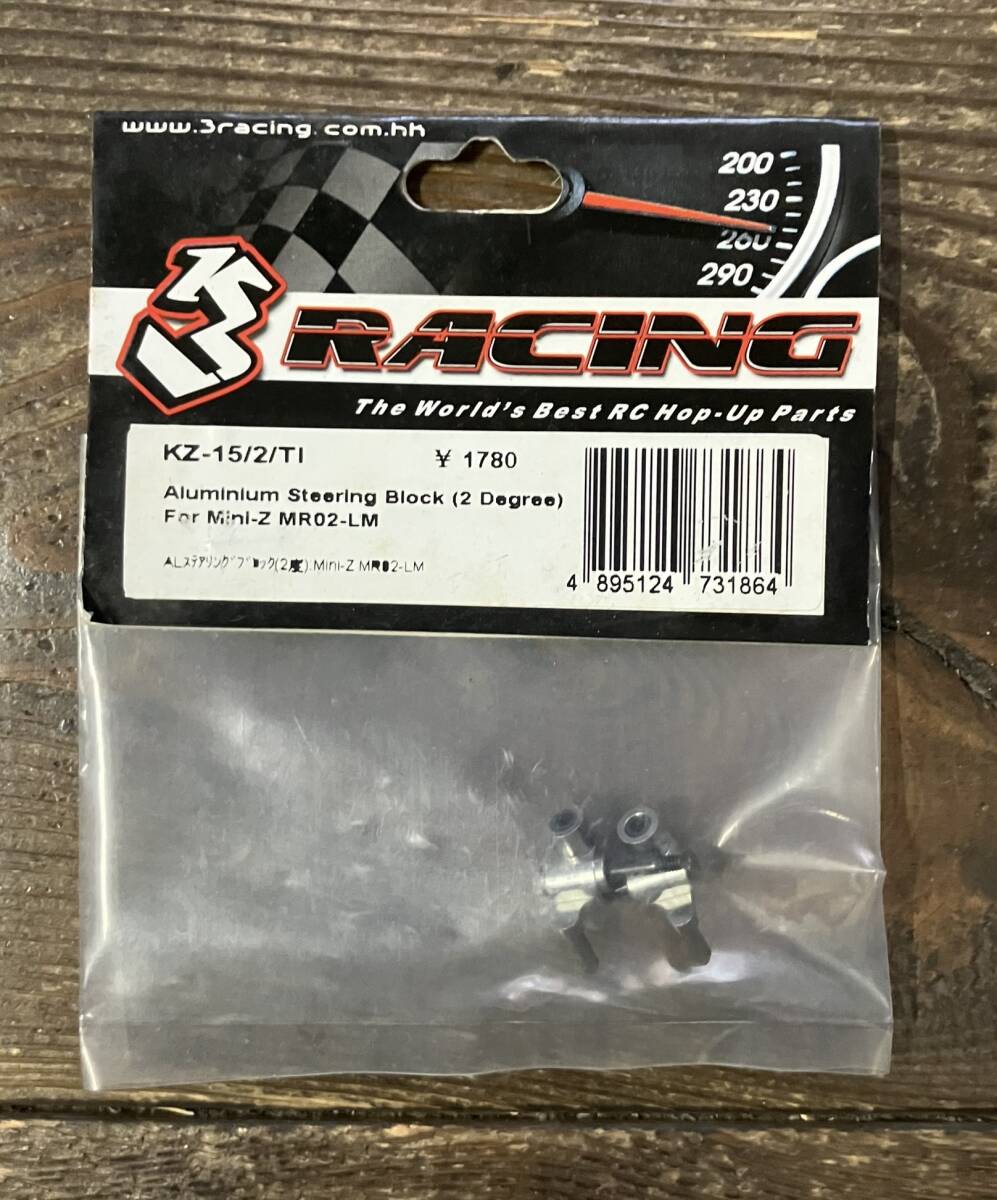 www.3racing.com.hk
200
230
260
290
3 RACING
The World's Best RC Hop-Up Parts
KZ-15/2/TI ¥ 1780
Aluminium Steering Block (2 Degree)
For Mini-Z MR02-LM
ALステアリングブロック(2度):Mini-Z MR02-LM
4 895124 731864